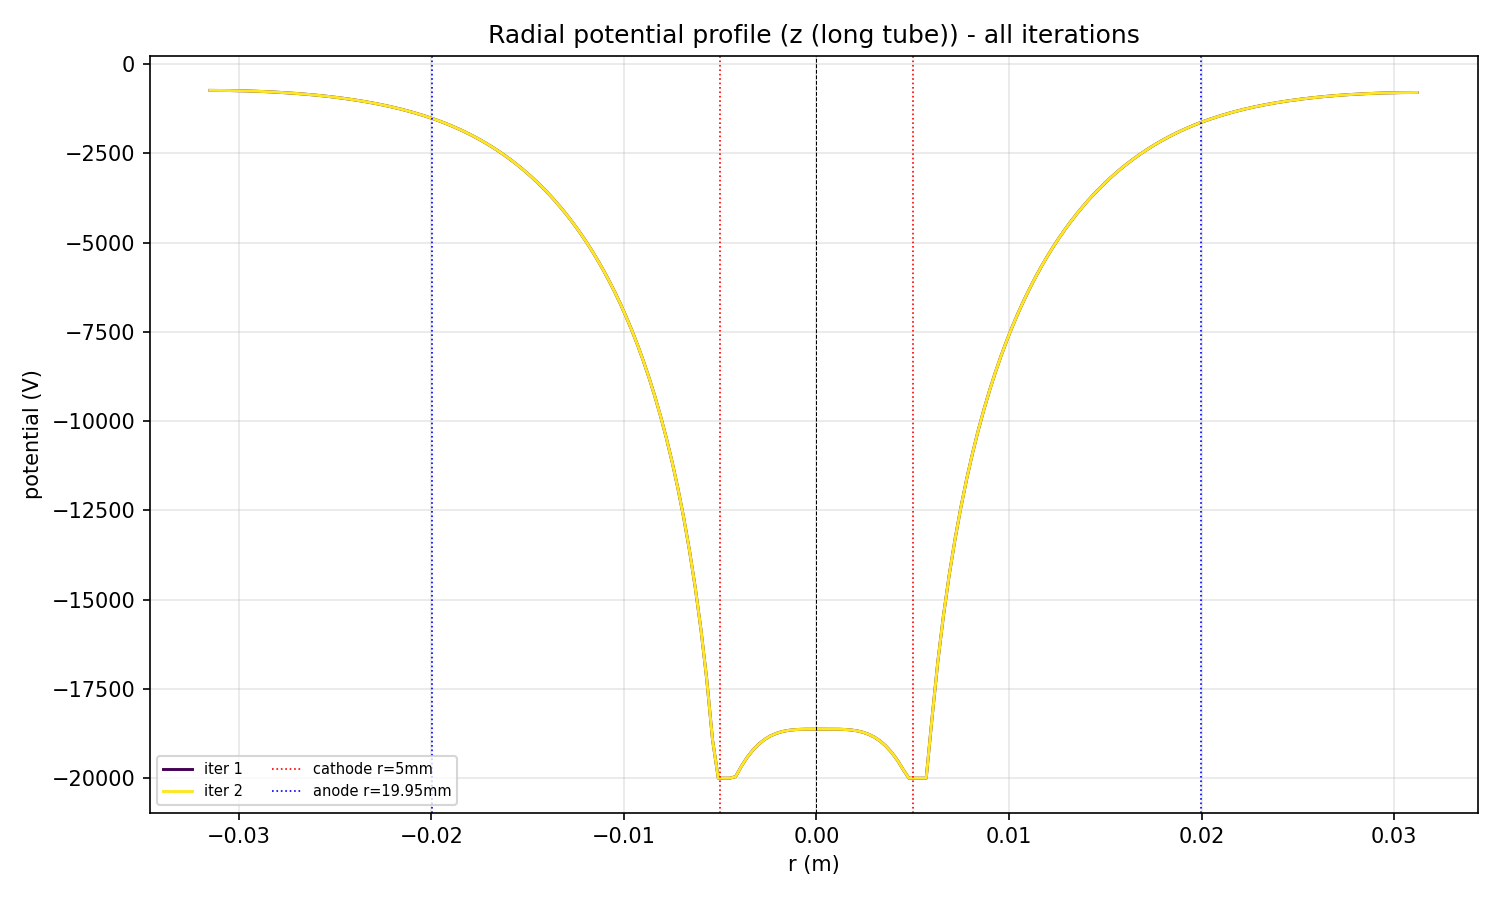 Radial potential profile (z (long tube)) - all iterations
0
−2500
−5000
−7500
−10000
−12500
−15000
−17500
−20000
potential (V)
iter 1
iter 2
cathode r=5mm
anode r=19.95mm
−0.03
−0.02
−0.01
0.00
0.01
0.02
0.03
r (m)